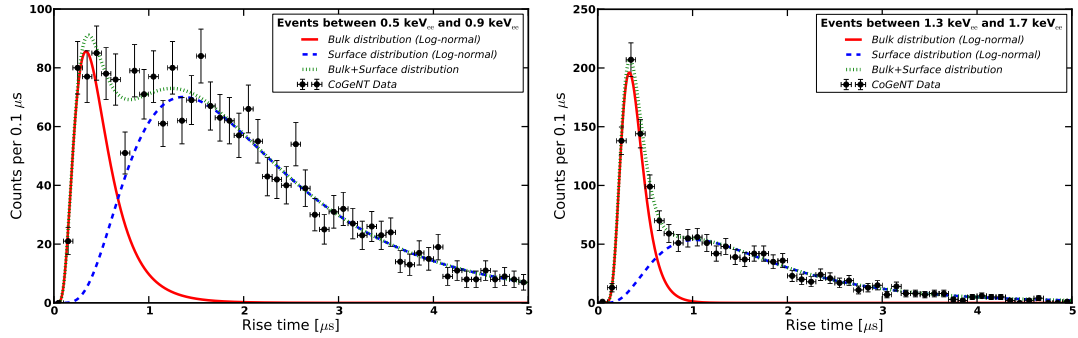 Events between 0.5 keVee and 0.9 keVee
Bulk distribution (Log-normal)
Surface distribution (Log-normal)
Bulk+Surface distribution
CoGeNT Data
Counts per 0.1 μs
100
80
60
40
20
0
0 1 2 3 4 5
Rise time [μs]
Events between 1.3 keVee and 1.7 keVee
Bulk distribution (Log-normal)
Surface distribution (Log-normal)
Bulk+Surface distribution
CoGeNT Data
Counts per 0.1 μs
250
200
150
100
50
0
0 1 2 3 4 5
Rise time [μs]